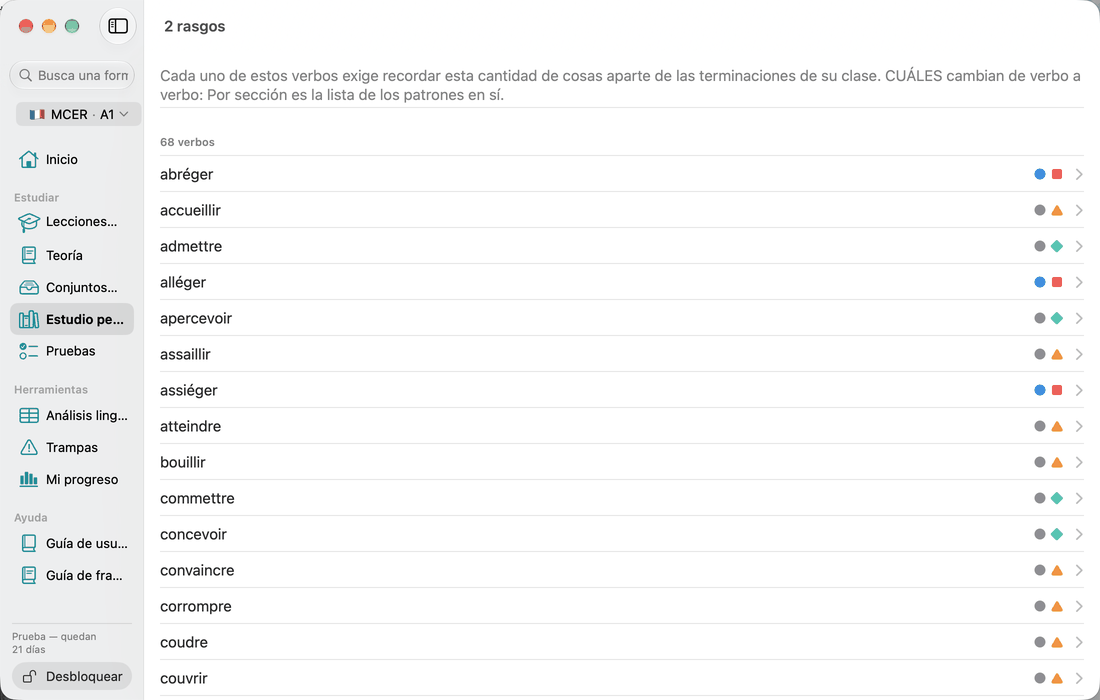 2 rasgos
Busca una forn
MCER · A1
Inicio
Estudiar
Lecciones...
Teoría
Conjuntos...
Estudio pe...
Pruebas
Herramientas
Análisis ling...
Trampas
Mi progreso
Ayuda
Guía de usu...
Guía de fra...
Prueba — quedan
21 días
Desbloquear
Cada uno de estos verbos exige recordar esta cantidad de cosas aparte de las terminaciones de su clase. CUÁLES cambian de verbo a
verbo: Por sección es la lista de los patrones en sí.
68 verbos
abréger
accueillir
admettre
alléger
apercevoir
assaillir
assiéger
atteindre
bouillir
commettre
concevoir
convaincre
corrompre
coudre
couvrir